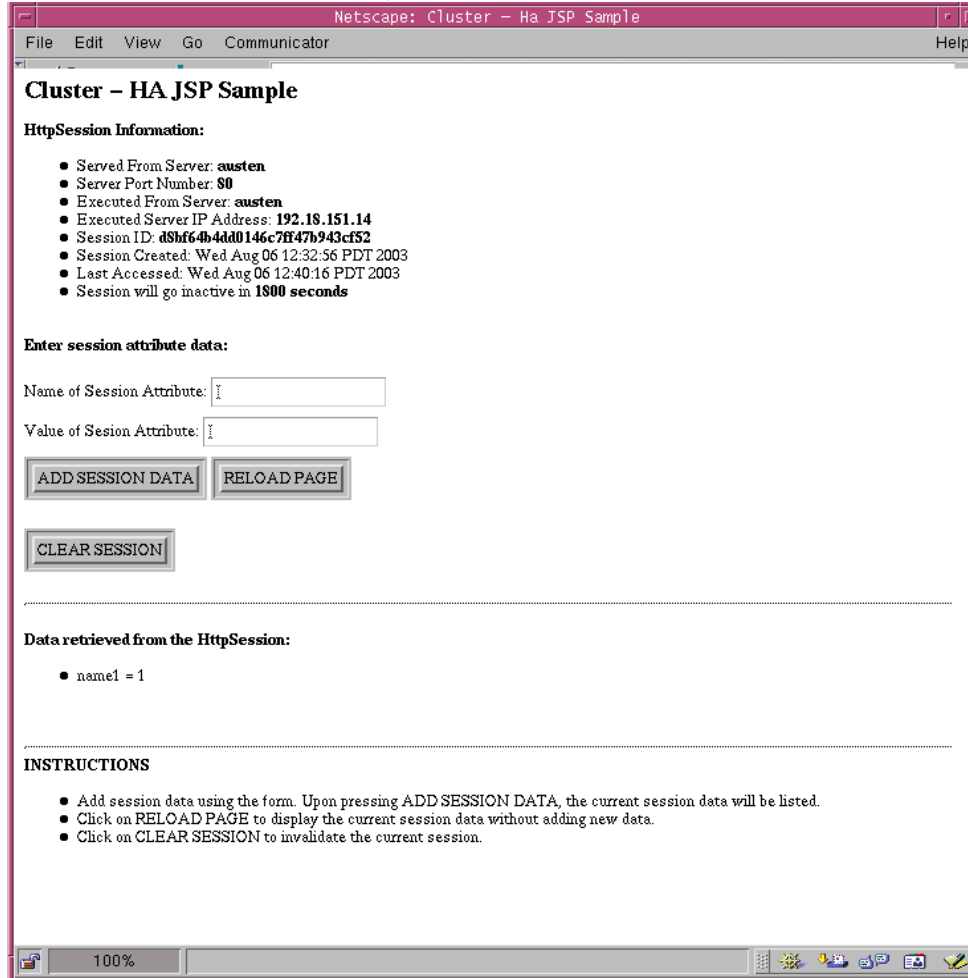 Netscape: Cluster – Ha JSP Sample
File Edit View Go Communicator Help
Cluster – HA JSP Sample
HttpSession Information:
Served From Server: austen
Server Port Number: 80
Executed From Server: austen
Executed Server IP Address: 192.18.151.14
Session ID: d8bf64b4dd0146c7ff47b943cf52
Session Created: Wed Aug 06 12:32:56 PDT 2003
Last Accessed: Wed Aug 06 12:40:16 PDT 2003
Session will go inactive in 1800 seconds
Enter session attribute data:
Name of Session Attribute:
Value of Sesion Attribute:
ADD SESSION DATA RELOAD PAGE
CLEAR SESSION
Data retrieved from the HttpSession:
name1 = 1
INSTRUCTIONS
Add session data using the form. Upon pressing ADD SESSION DATA, the current session data will be listed.
Click on RELOAD PAGE to display the current session data without adding new data.
Click on CLEAR SESSION to invalidate the current session.
100%